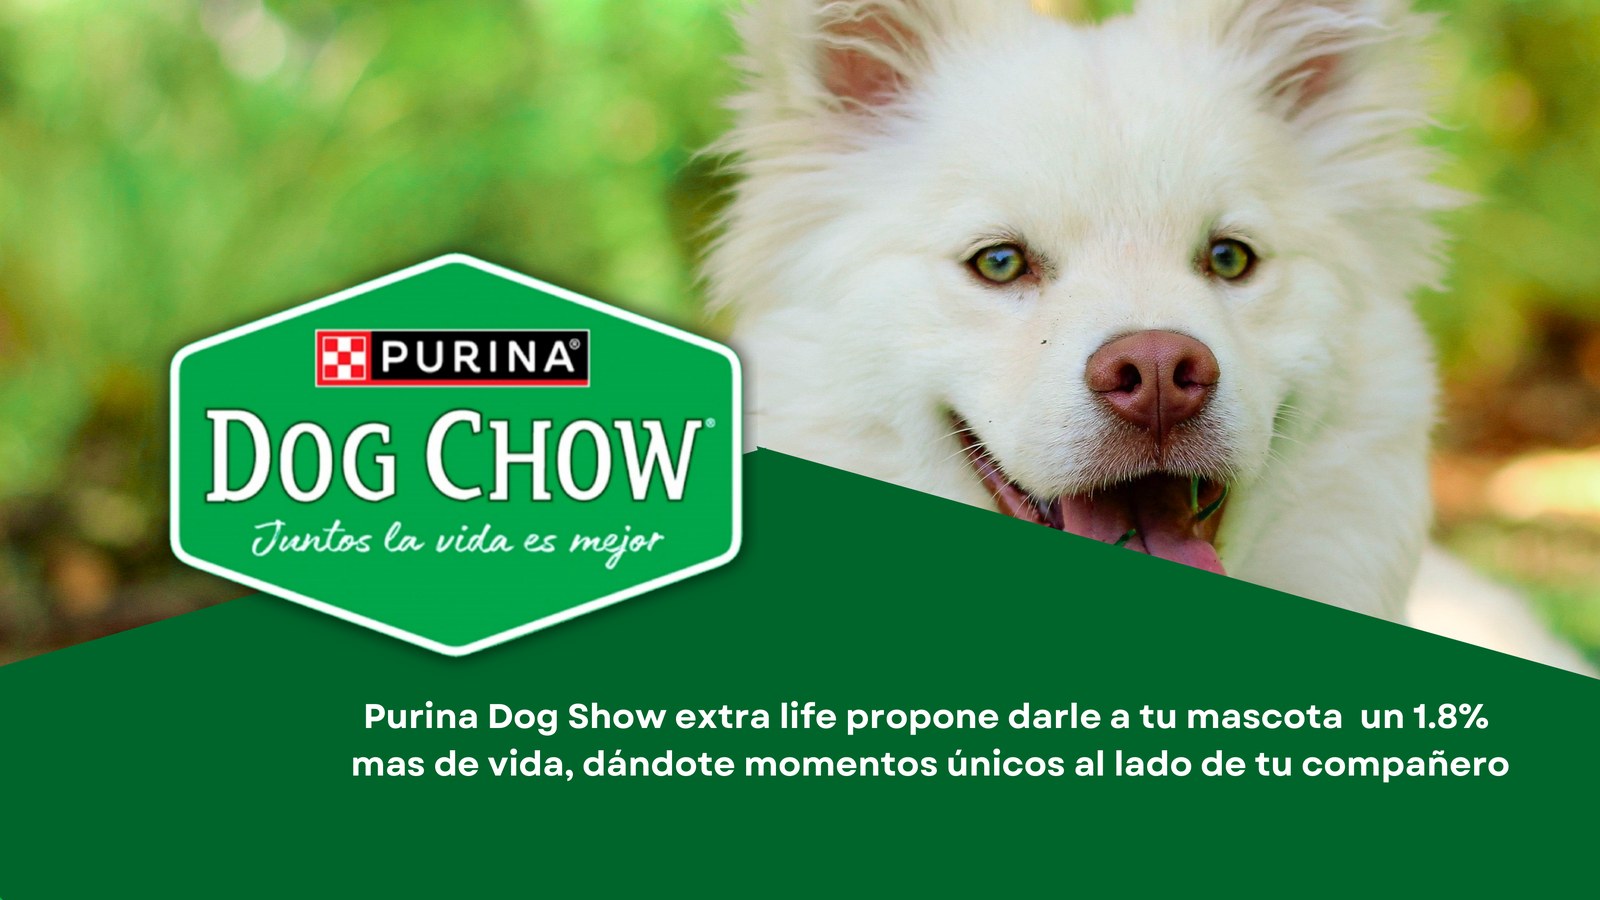 PURINA®
DOG CHOW®
Juntos la vida es mejor
Purina Dog Show extra life propone darle a tu mascota un 1.8%
mas de vida, dándote momentos únicos al lado de tu compañero